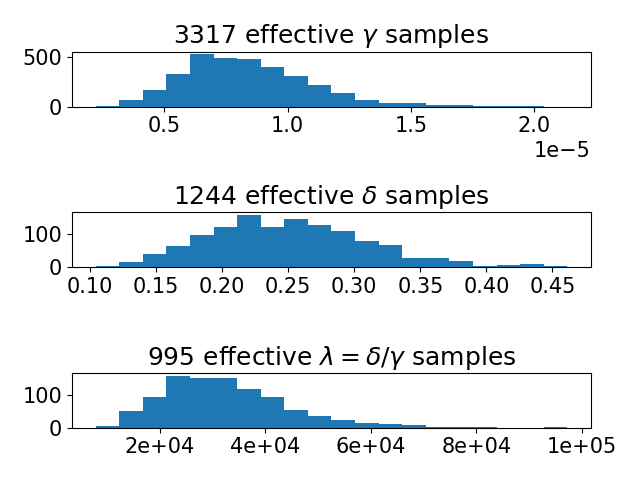 3317 effective γ samples
500
0
0.5 1.0 1.5 2.0
1e−5
1244 effective δ samples
100
0
0.10 0.15 0.20 0.25 0.30 0.35 0.40 0.45
995 effective λ = δ/γ samples
100
0
2e+04 4e+04 6e+04 8e+04 1e+05